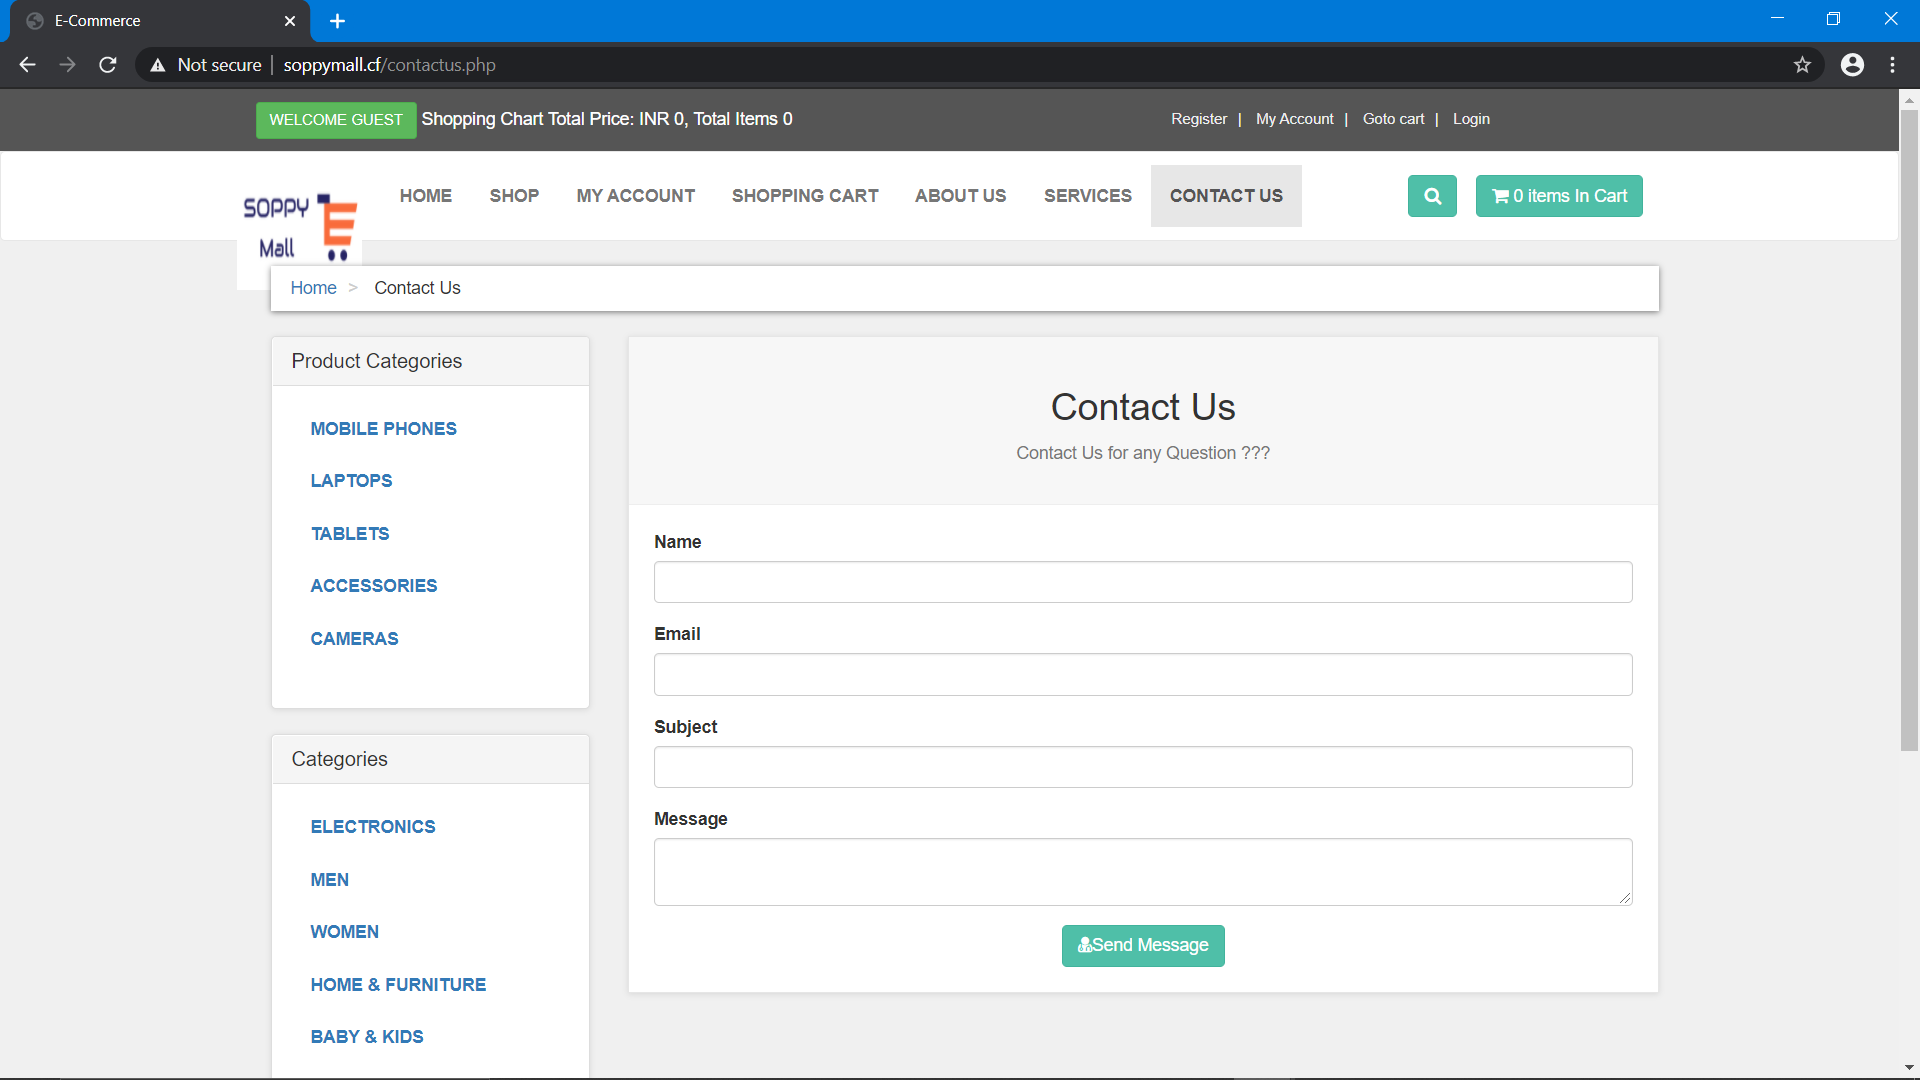 E-Commerce
Not secure | soppymall.cf/contactus.php
WELCOME GUEST Shopping Chart Total Price: INR 0, Total Items 0 Register | My Account | Goto cart | Login
SOPPY Mall
HOME SHOP MY ACCOUNT SHOPPING CART ABOUT US SERVICES CONTACT US 0 items In Cart
Home > Contact Us
Product Categories
MOBILE PHONES
LAPTOPS
TABLETS
ACCESSORIES
CAMERAS
Categories
ELECTRONICS
MEN
WOMEN
HOME & FURNITURE
BABY & KIDS
Contact Us
Contact Us for any Question ???
Name
Email
Subject
Message
Send Message